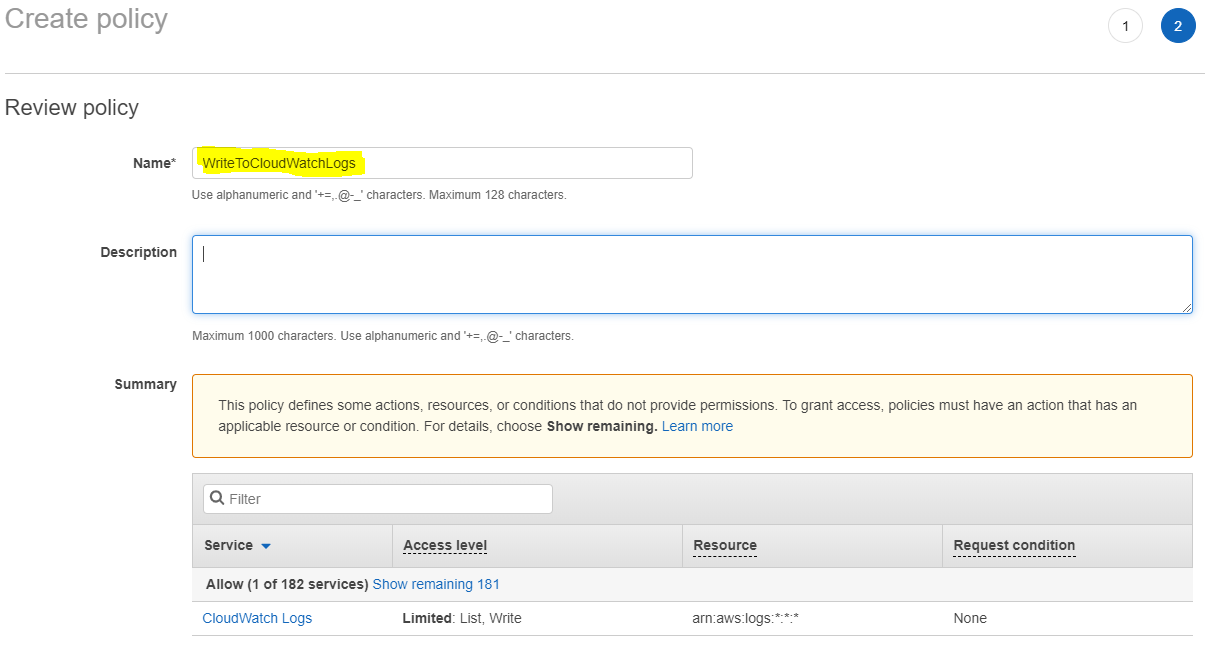 Create policy
1
2
Review policy
Name*
WriteToCloudWatchLogs
Use alphanumeric and '+=,.@-_' characters. Maximum 128 characters.
Description
Maximum 1000 characters. Use alphanumeric and '+=,.@-_' characters.
Summary
This policy defines some actions, resources, or conditions that do not provide permissions. To grant access, policies must have an action that has an
applicable resource or condition. For details, choose Show remaining. Learn more
Filter
Service Access level Resource Request condition
Allow (1 of 182 services) Show remaining 181
CloudWatch Logs Limited: List, Write arn:aws:logs:*:*:* None